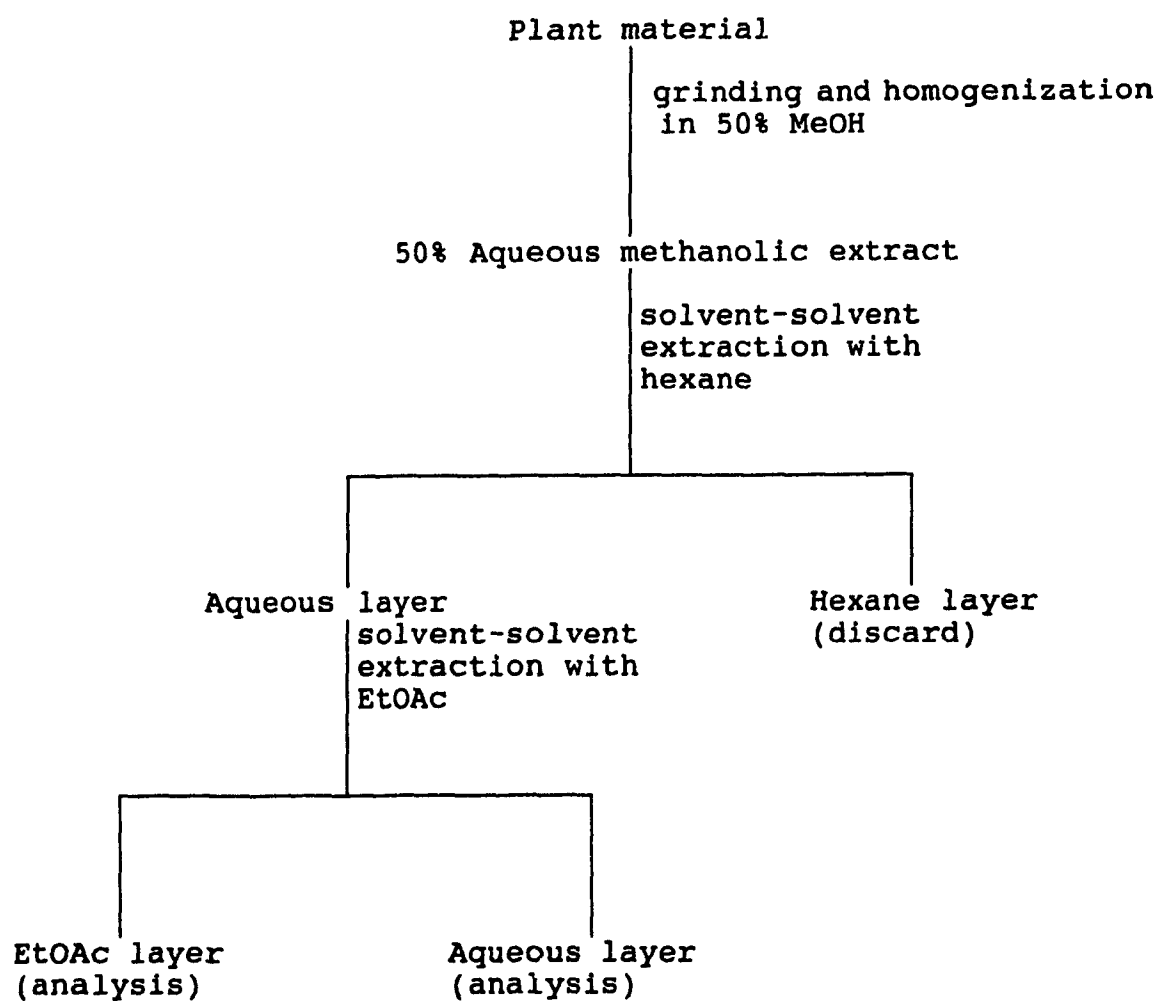 Plant material
grinding and homogenization
in 50% MeOH
50% Aqueous methanolic extract
solvent-solvent
extraction with
hexane
Aqueous layer
solvent-solvent
extraction with
EtOAc
Hexane layer
(discard)
EtOAc layer
(analysis)
Aqueous layer
(analysis)